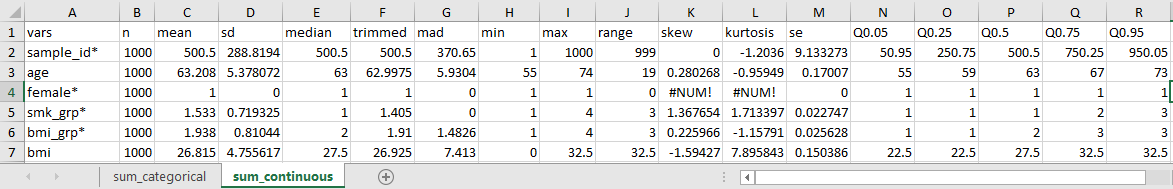 A B C D E F G H I J K L M N O P Q R
1 vars n mean sd median trimmed mad min max range skew kurtosis se Q0.05 Q0.25 Q0.5 Q0.75 Q0.95
2 sample_id* 1000 500.5 288.8194 500.5 500.5 370.65 1 1000 999 0 -1.2036 9.133273 50.95 250.75 500.5 750.25 950.05
3 age 1000 63.208 5.378072 63 62.9975 5.9304 55 74 19 0.280268 -0.95949 0.17007 55 59 63 67 73
4 female* 1000 1 0 1 1 0 1 1 0 #NUM! #NUM! 0 1 1 1 1 1
5 smk_grp* 1000 1.533 0.719325 1 1.405 0 1 4 3 1.367654 1.713397 0.022747 1 1 1 2 3
6 bmi_grp* 1000 1.938 0.81044 2 1.91 1.4826 1 4 3 0.225966 -1.15791 0.025628 1 1 2 3 3
7 bmi 1000 26.815 4.755617 27.5 26.925 7.413 0 32.5 32.5 -1.59427 7.895843 0.150386 22.5 22.5 27.5 32.5 32.5
sum_categorical sum_continuous